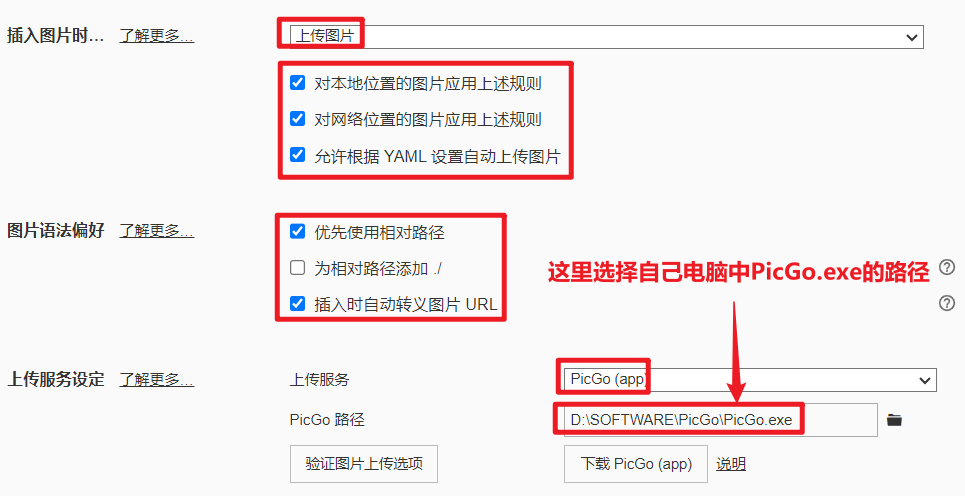 插入图片时... 了解更多... 上传图片
对本地位置的图片应用上述规则
对网络位置的图片应用上述规则
允许根据 YAML 设置自动上传图片
图片语法偏好 了解更多... 优先使用相对路径
为相对路径添加 ./
这里选择自己电脑中PicGo.exe的路径
插入时自动转义图片 URL
上传服务设定 了解更多... 上传服务 PicGo (app)
PicGo 路径 D:\SOFTWARE\PicGo\PicGo.exe
验证图片上传选项 下载 PicGo (app) 说明